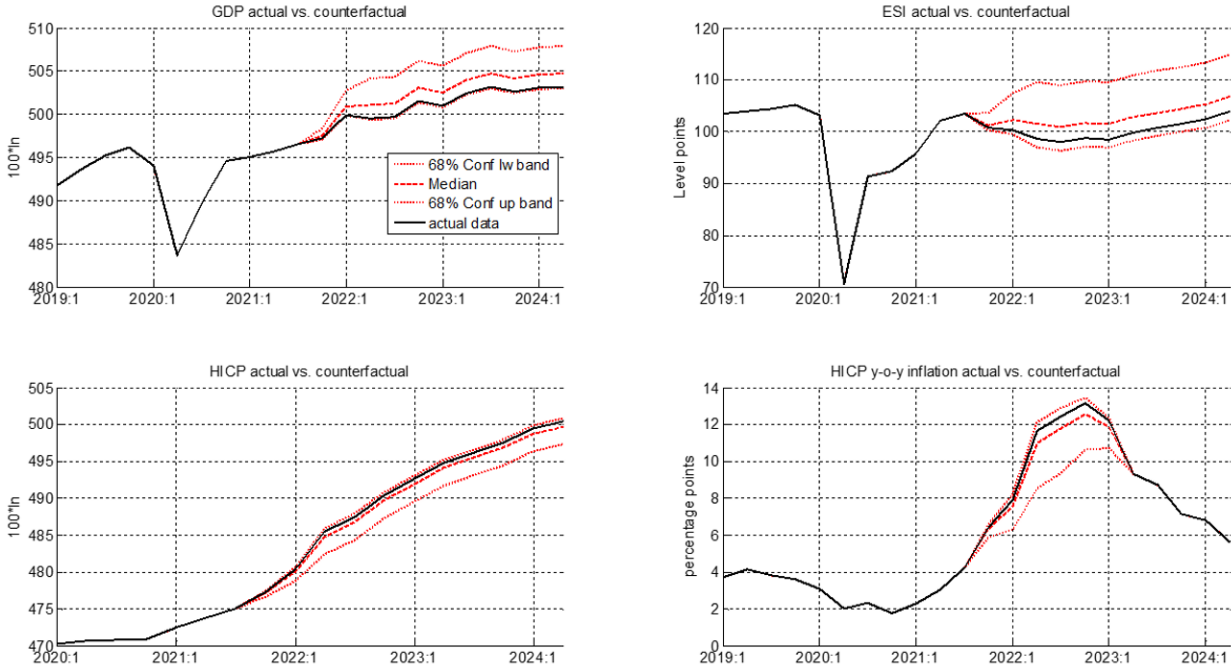 GDP actual vs. counterfactual
510
505
500
495
490
485
480
100*ln
2019:1 2020:1 2021:1 2022:1 2023:1 2024:1
68% Conf lw band
Median
68% Conf up band
actual data
ESI actual vs. counterfactual
120
110
100
90
80
70
Level points
2019:1 2020:1 2021:1 2022:1 2023:1 2024:1
HICP actual vs. counterfactual
505
500
495
490
485
480
475
470
100*ln
2020:1 2021:1 2022:1 2023:1 2024:1
HICP y-o-y inflation actual vs. counterfactual
14
12
10
8
6
4
2
0
percentage points
2019:1 2020:1 2021:1 2022:1 2023:1 2024:1